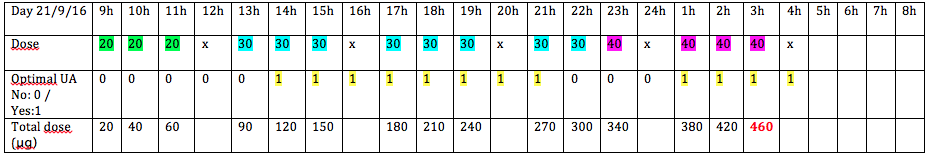 Day 21/9/16 9h 10h 11h 12h 13h 14h 15h 16h 17h 18h 19h 20h 21h 22h 23h 24h 1h 2h 3h 4h 5h 6h 7h 8h
Dose 20 20 20 x 30 30 30 x 30 30 30 x 30 30 40 x 40 40 40 x
Optimal UA 0 0 0 0 0 1 1 1 1 1 1 1 1 0 0 0 1 1 1 1
No: 0 /
Yes:1
Total dose 20 40 60 90 120 150 180 210 240 270 300 340 380 420 460
(µg)